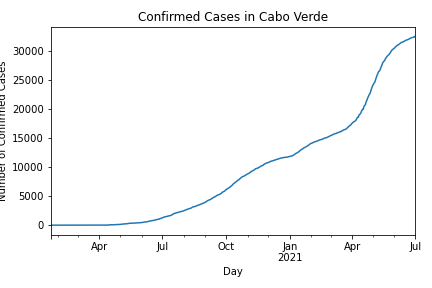 Confirmed Cases in Cabo Verde
Number of Confirmed Cases
30000
25000
20000
15000
10000
5000
0
Apr Jul Oct Jan Apr Jul
2021
Day